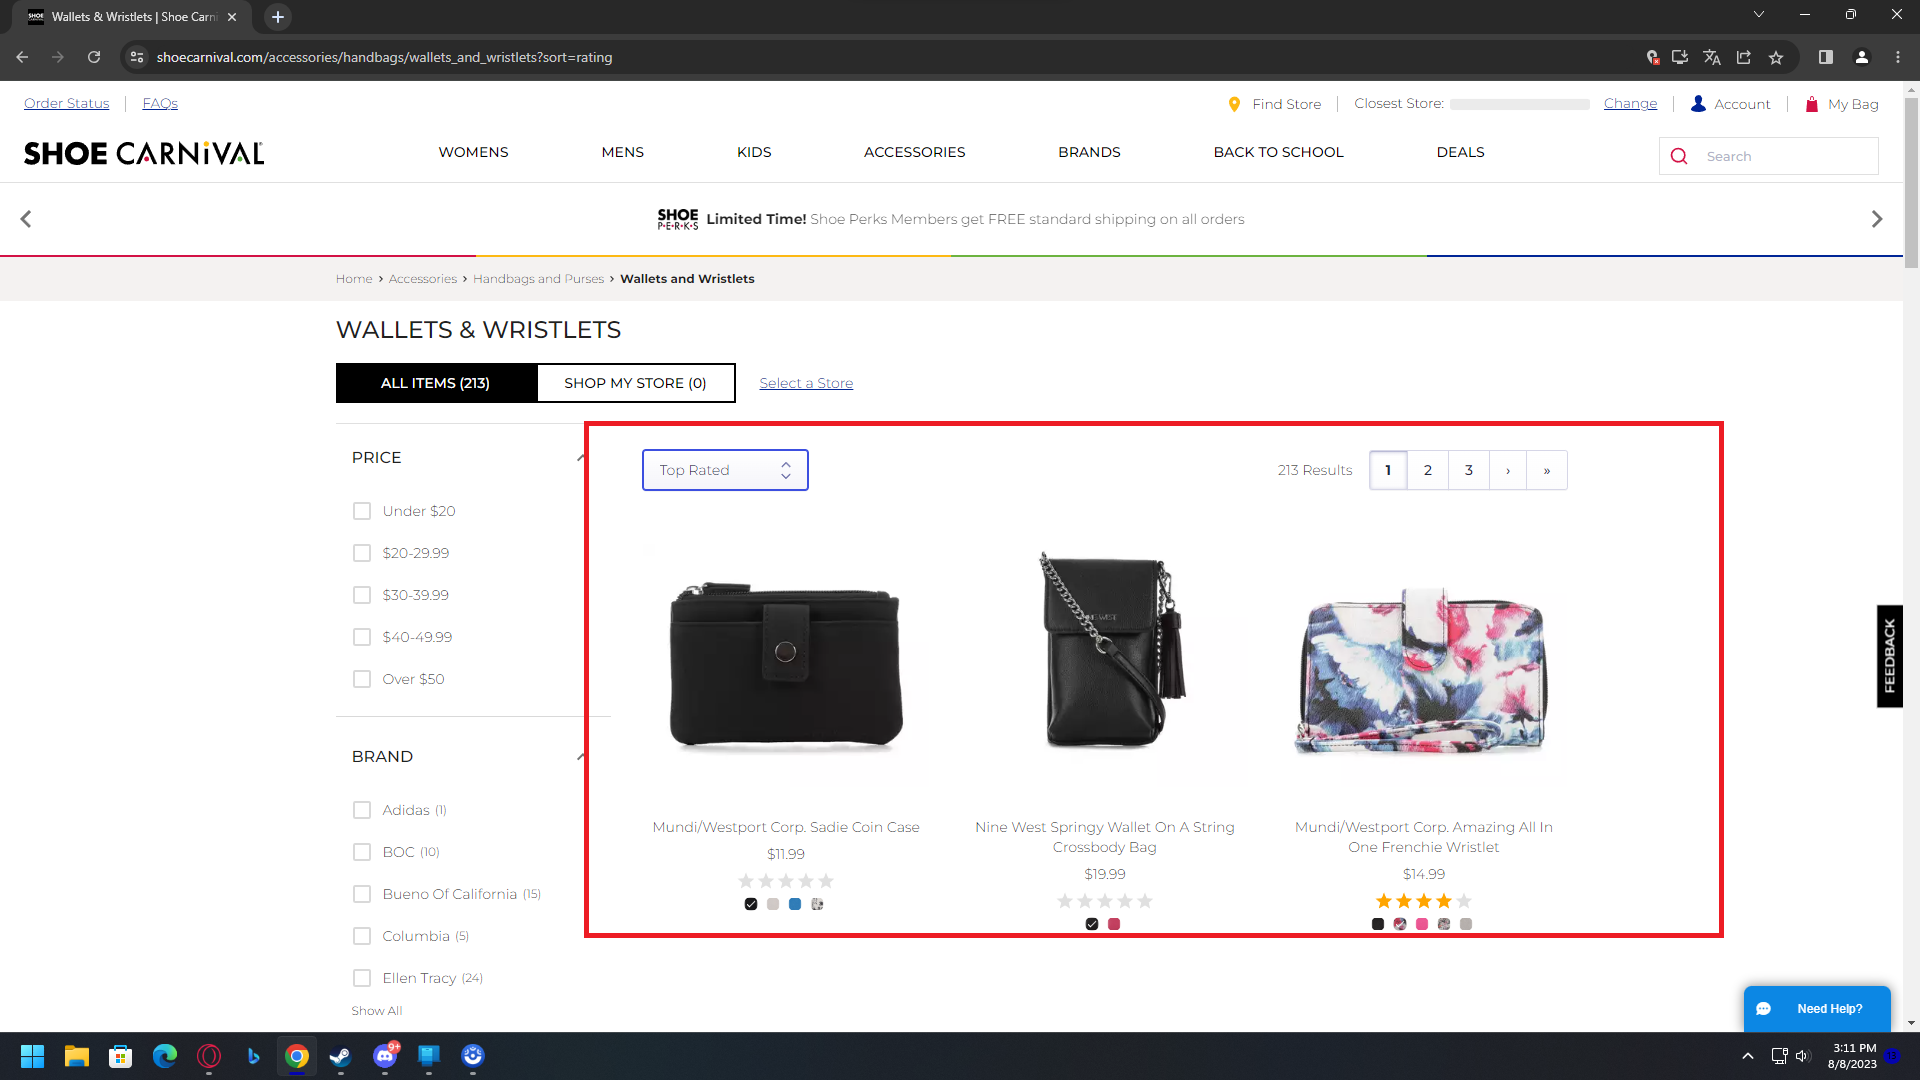 Wallets & Wristlets | Shoe Carni
shoecarnival.com/accessories/handbags/wallets_and_wristlets?sort=rating
Order Status
FAQs
Find Store
Closest Store:
Change
Account
My Bag
SHOE CARNiVAL
WOMENS
MENS
KIDS
ACCESSORIES
BRANDS
BACK TO SCHOOL
DEALS
Search
SHOE
P•E•R•K•S
Limited Time! Shoe Perks Members get FREE standard shipping on all orders
Home › Accessories › Handbags and Purses › Wallets and Wristlets
WALLETS & WRISTLETS
ALL ITEMS (213)
SHOP MY STORE (0)
Select a Store
PRICE
Under $20
$20-29.99
$30-39.99
$40-49.99
Over $50
BRAND
Adidas (1)
BOC (10)
Bueno Of California (15)
Columbia (5)
Ellen Tracy (24)
Show All
Top Rated
213 Results
1
2
3
›
»
Mundi/Westport Corp. Sadie Coin Case
$11.99
NINE WEST
Nine West Springy Wallet On A String
Crossbody Bag
$19.99
Mundi/Westport Corp. Amazing All In
One Frenchie Wristlet
$14.99
FEEDBACK
Need Help?
9+
3:11 PM
8/8/2023